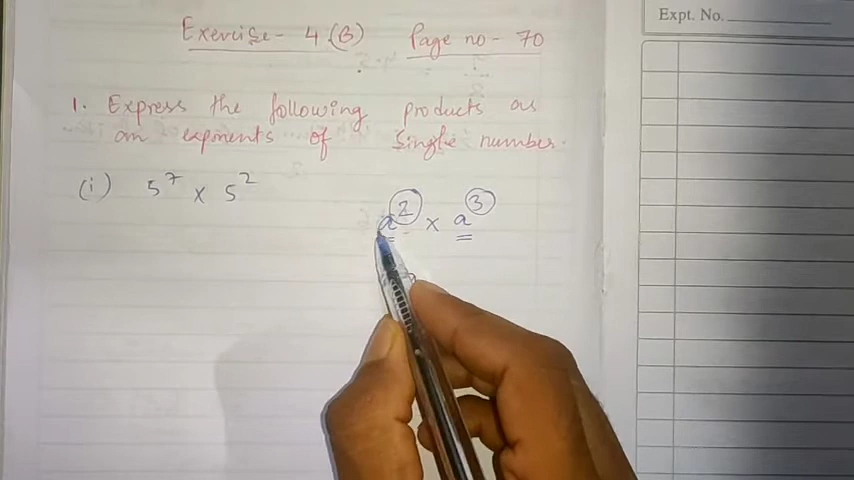 Exercise - 4 (B) Page no - 70
Expt. No.
1. Express the following products as
an exponents of single number.
(i) 5⁷ × 5²
a² × a³